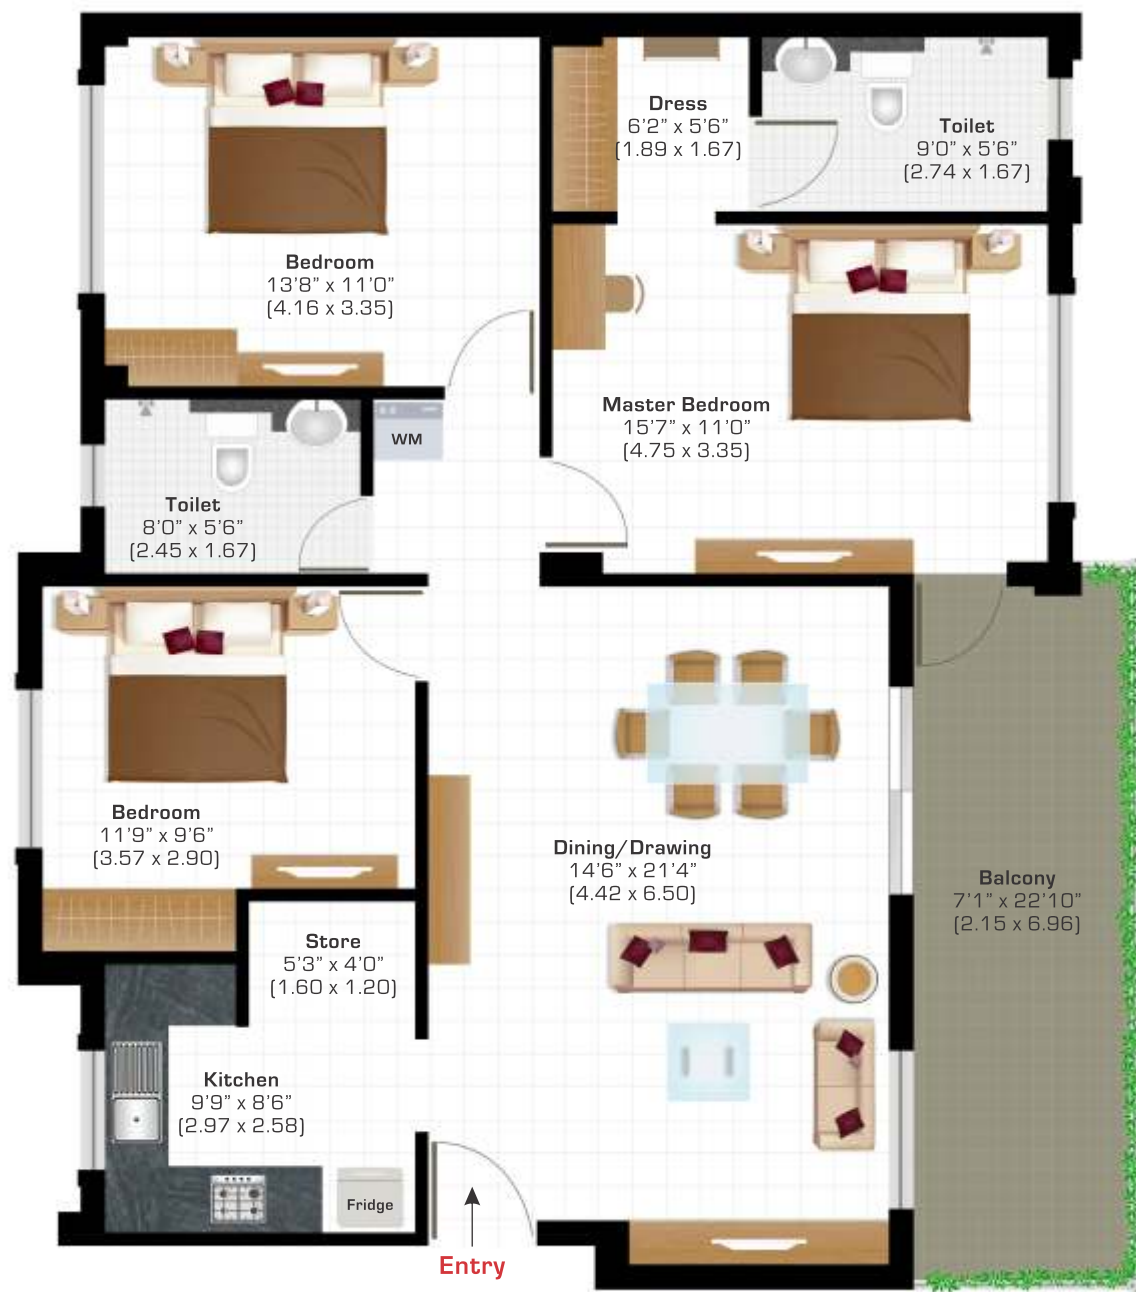 Dress
6'2" x 5'6"
(1.89 x 1.67)
Toilet
9'0" x 5'6"
(2.74 x 1.67)
Bedroom
13'8" x 11'0"
(4.16 x 3.35)
Master Bedroom
15'7" x 11'0"
(4.75 x 3.35)
WM
Toilet
8'0" x 5'6"
(2.45 x 1.67)
Bedroom
11'9" x 9'6"
(3.57 x 2.90)
Dining/Drawing
14'6" x 21'4"
(4.42 x 6.50)
Balcony
7'1" x 22'10"
(2.15 x 6.96)
Store
5'3" x 4'0"
(1.60 x 1.20)
Kitchen
9'9" x 8'6"
(2.97 x 2.58)
Fridge
Entry